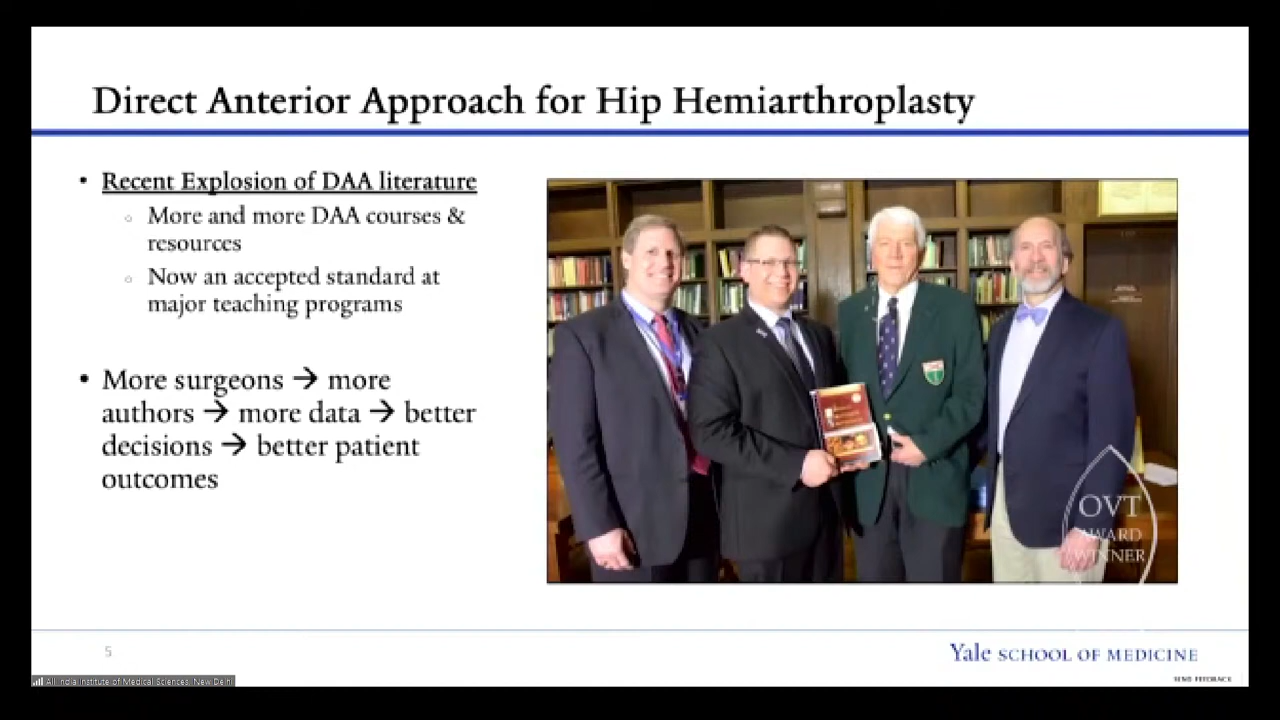 Direct Anterior Approach for Hip Hemiarthroplasty
• Recent Explosion of DAA literature
○ More and more DAA courses &
resources
○ Now an accepted standard at
major teaching programs
• More surgeons → more
authors → more data → better
decisions → better patient
outcomes
OVT
AWARD
WINNER
5
Yale SCHOOL OF MEDICINE
All India Institute of Medical Sciences, New Delhi
SEND FEEDBACK